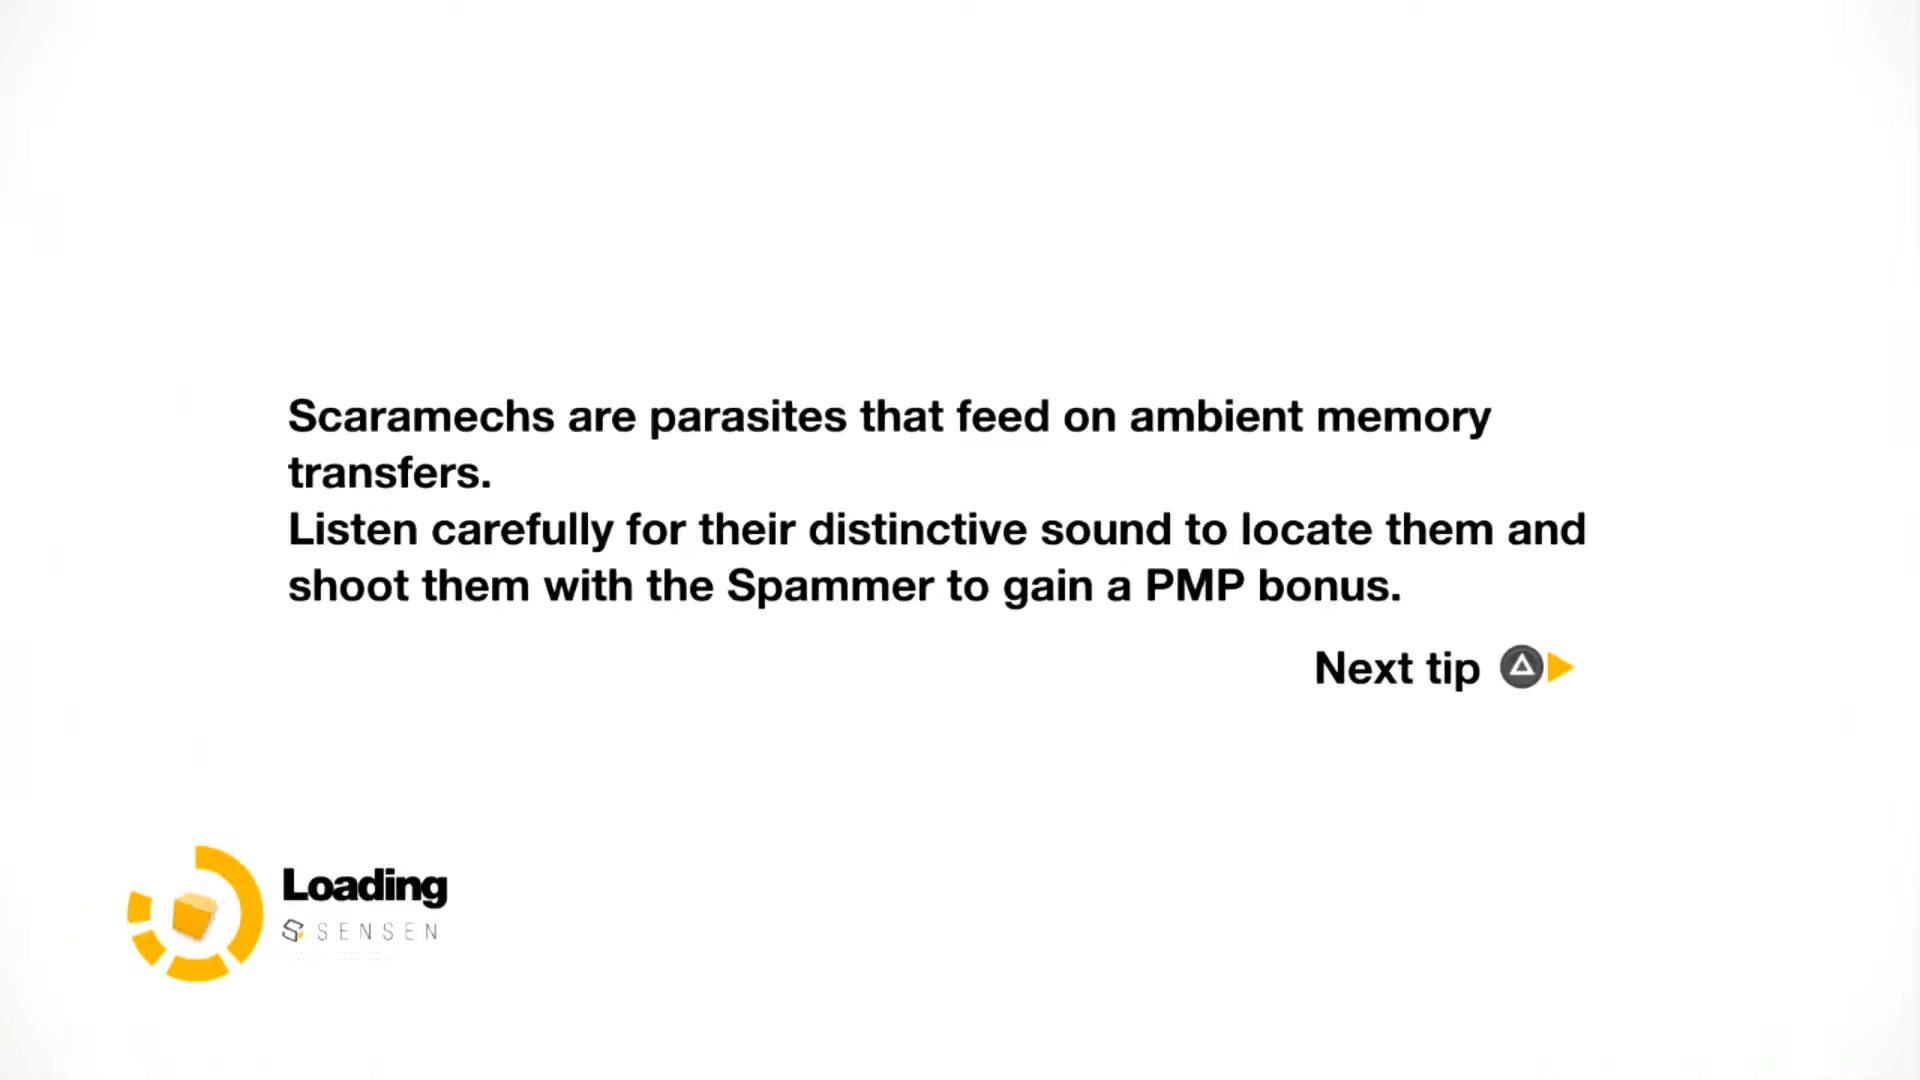 Scaramechs are parasites that feed on ambient memory
transfers.
Listen carefully for their distinctive sound to locate them and
shoot them with the Spammer to gain a PMP bonus.
Next tip
Loading
SENSEN